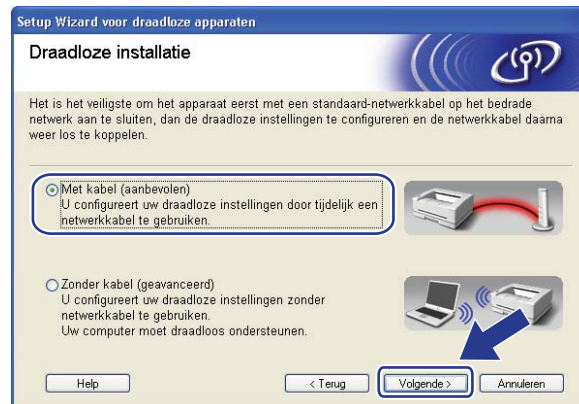 Setup Wizard voor draadloze apparaten
Draadloze installatie
Het is het veiligste om het apparaat eerst met een standaard-netwerkkabel op het bedrade
netwerk aan te sluiten, dan de draadloze instellingen te configureren en de netwerkkabel daarna
weer los te koppelen.
Met kabel (aanbevolen)
U configureert uw draadloze instellingen door tijdelijk een
netwerkkabel te gebruiken.
Zonder kabel (geavanceerd)
U configureert uw draadloze instellingen zonder
netwerkkabel te gebruiken.
Uw computer moet draadloos ondersteunen.
Help
< Terug
Volgende >
Annuleren